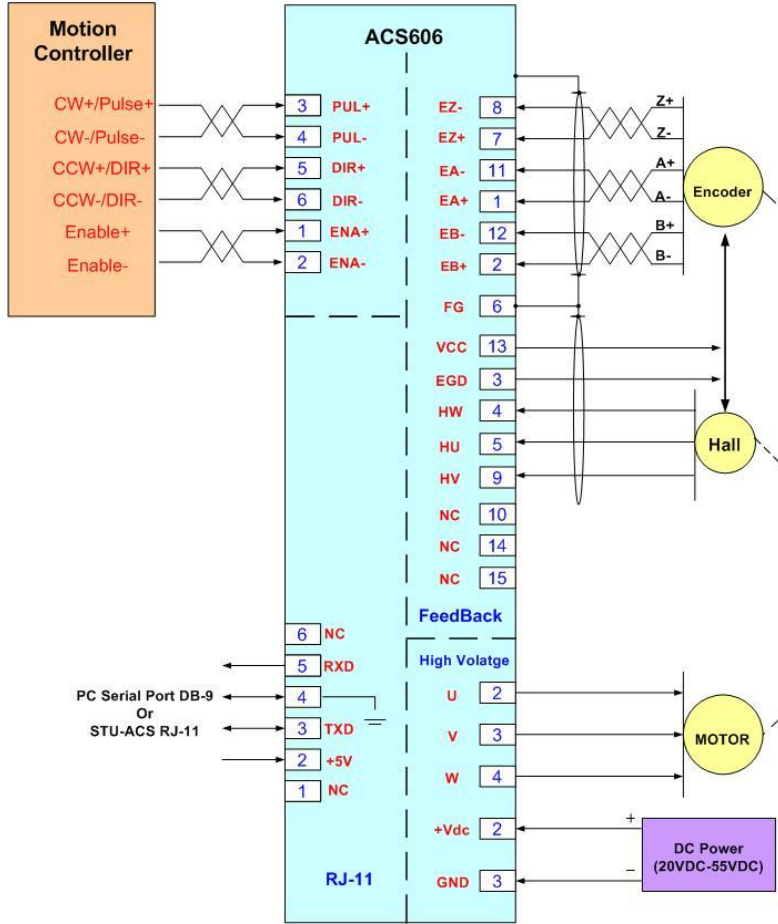 Motion
Controller
CW+/Pulse+
CW-/Pulse-
CCW+/DIR+
CCW-/DIR-
Enable+
Enable-
ACS606
3 PUL+
4 PUL-
5 DIR+
6 DIR-
1 ENA+
2 ENA-
EZ- 8
EZ+ 7
EA- 11
EA+ 1
EB- 12
EB+ 2
FG 6
VCC 13
EGD 3
HW 4
HU 5
HV 9
NC 10
NC 14
NC 15
FeedBack
Z+
Z-
A+
A-
B+
B-
Encoder
Hall
6 NC
5 RXD
4
3 TXD
2 +5V
1 NC
PC Serial Port DB-9
Or
STU-ACS RJ-11
RJ-11
High Volatge
U 2
V 3
W 4
+Vdc 2
GND 3
MOTOR
+
−
DC Power
(20VDC-55VDC)